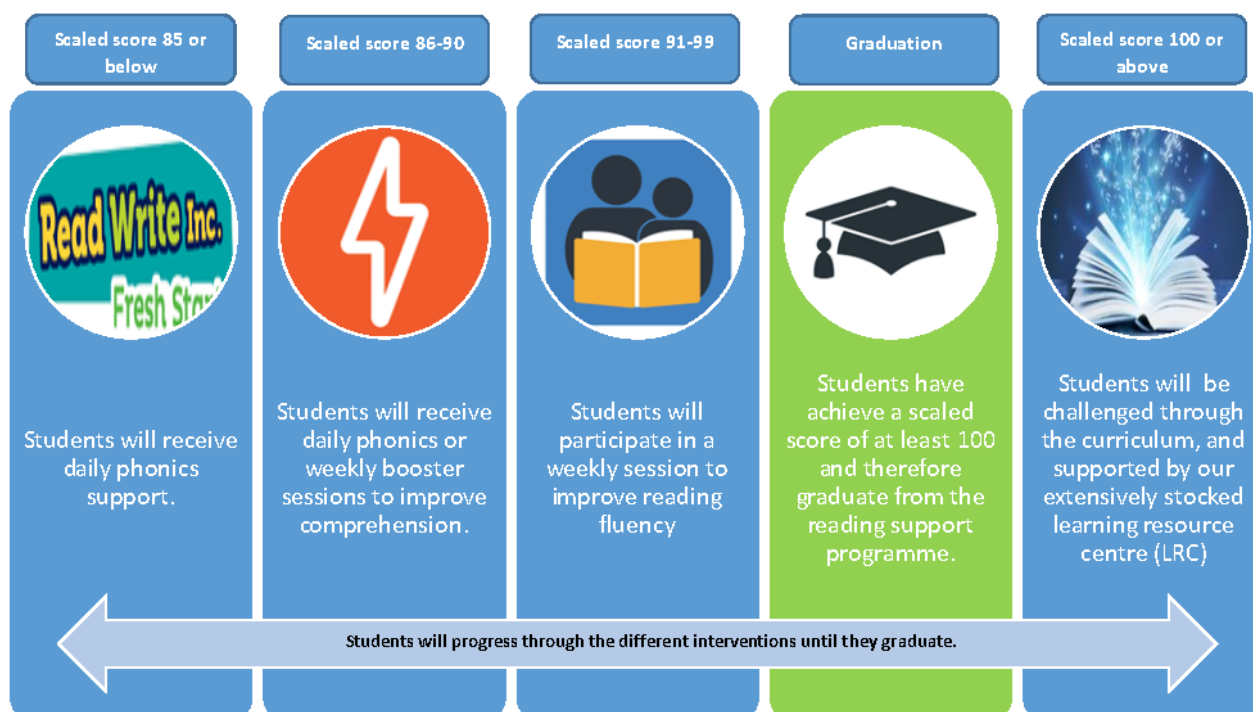 Scaled score 85 or
below
Scaled score 86-90
Scaled score 91-99
Graduation
Scaled score 100 or
above
Read Write Inc.
Fresh Start
Students will receive
daily phonics
support.
Students will receive
daily phonics or
weekly booster
sessions to improve
comprehension.
Students will
participate in a
weekly session to
improve reading
fluency
Students have
achieve a scaled
score of at least 100
and therefore
graduate from the
reading support
programme.
Students will be
challenged through
the curriculum, and
supported by our
extensively stocked
learning resource
centre (LRC)
Students will progress through the different interventions until they graduate.